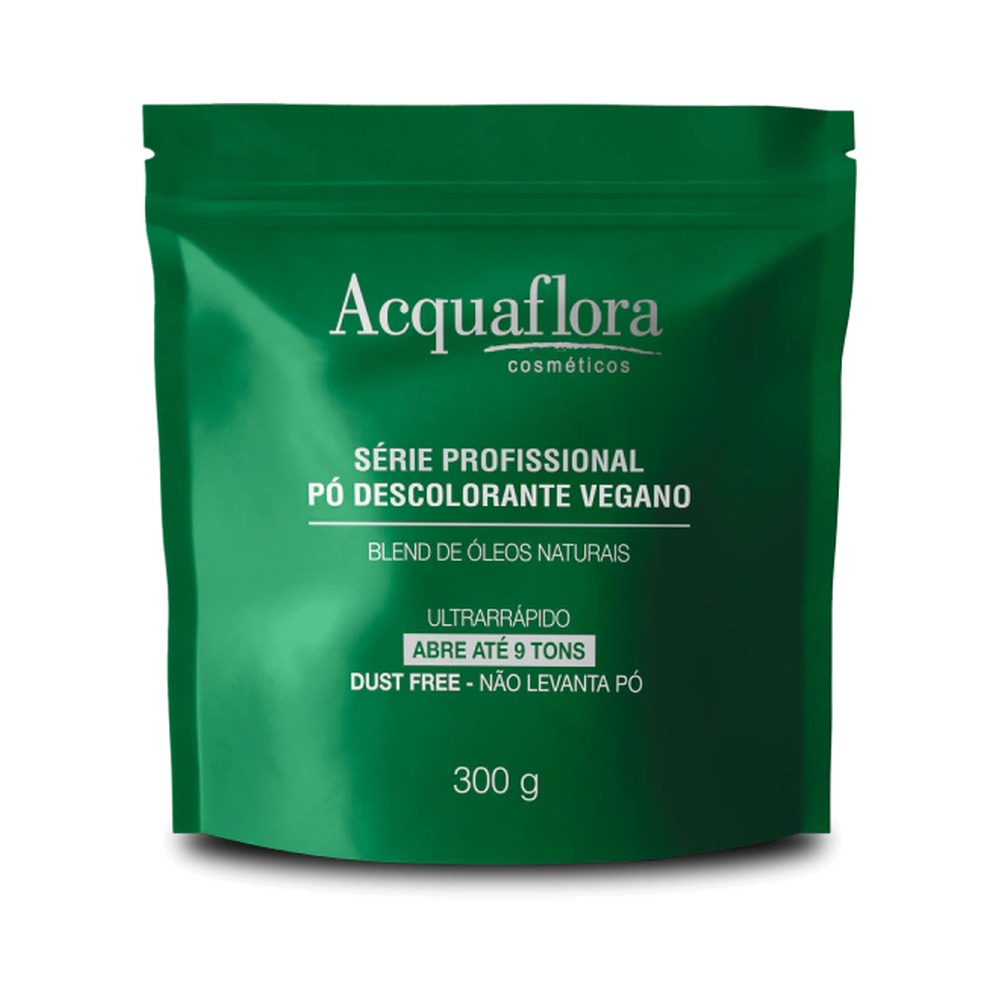 Acquaflora
cosméticos
SÉRIE PROFISSIONAL
PÓ DESCOLORANTE VEGANO
BLEND DE ÓLEOS NATURAIS
ULTRARRÁPIDO
ABRE ATÉ 9 TONS
DUST FREE - NÃO LEVANTA PÓ
300 g